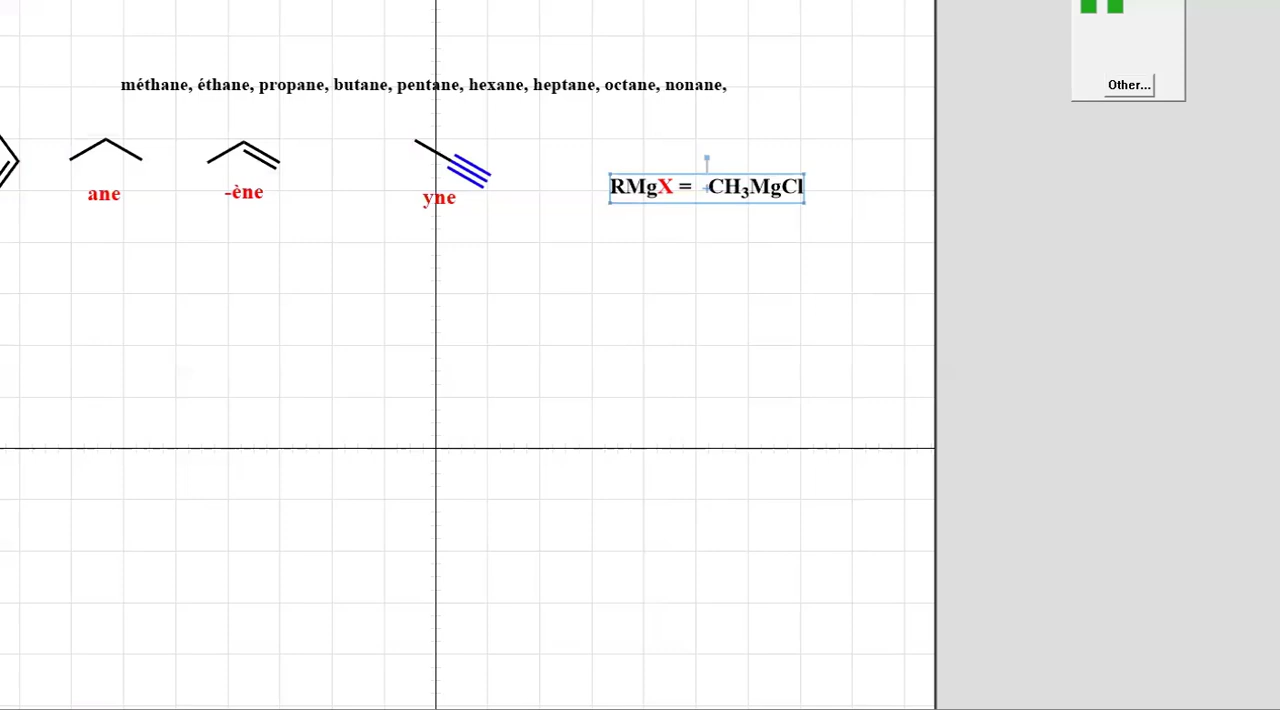 méthane, éthane, propane, butane, pentane, hexane, heptane, octane, nonane,
ane
-ène
yne
RMgX = CH₃MgCl
Other...